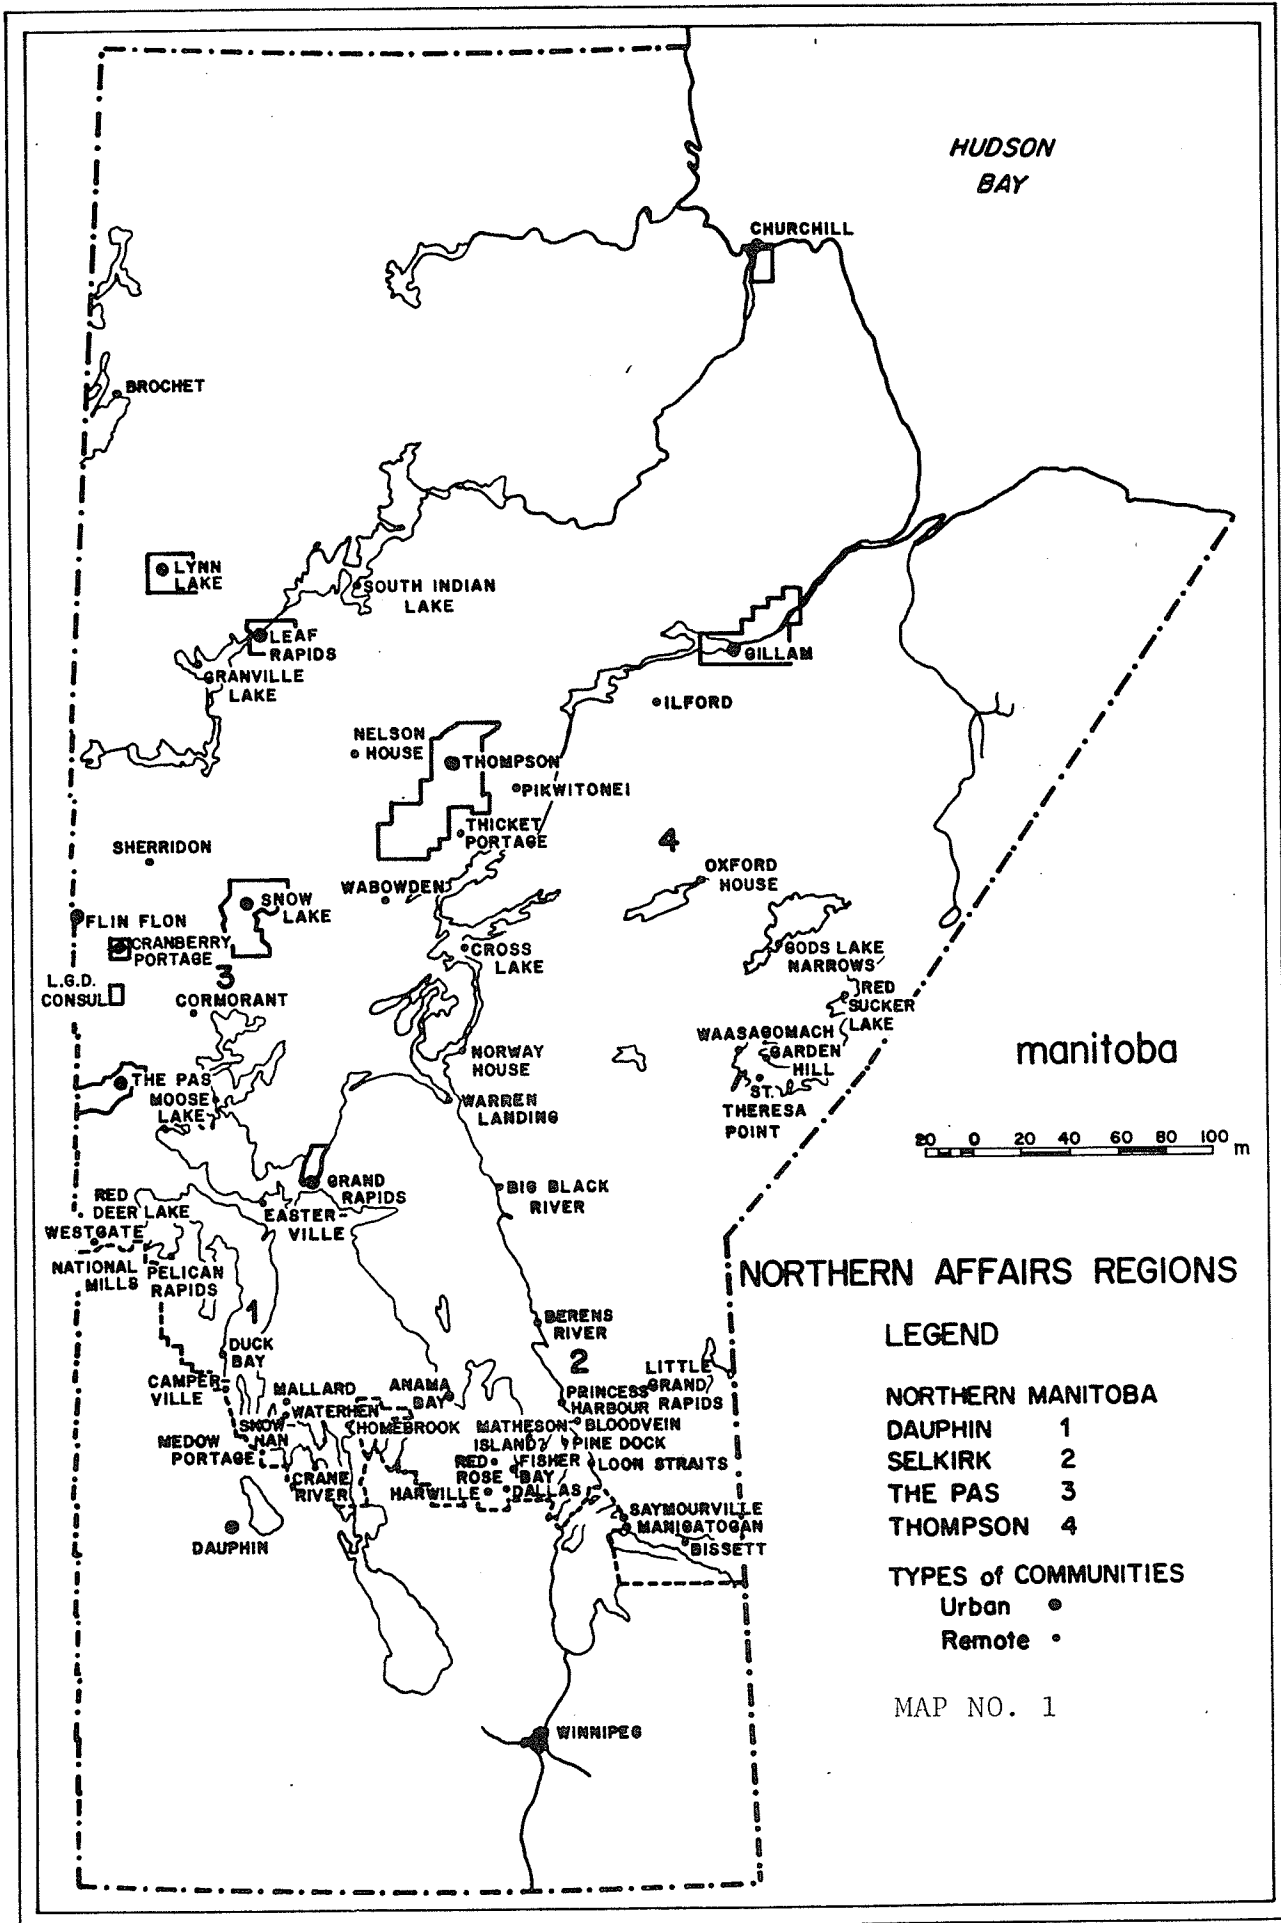 HUDSON
BAY
CHURCHILL
BROCHET
LYNN
LAKE
SOUTH INDIAN
LAKE
LEAF
RAPIDS
GRANVILLE
LAKE
GILLAM
ILFORD
NELSON
HOUSE
THOMPSON
PIKWITONEI
THICKET
PORTAGE
SHERRIDON
4
OXFORD
HOUSE
WABOWDEN
SNOW
LAKE
FLIN FLON
CRANBERRY
PORTAGE
CROSS
LAKE
GODS LAKE
NARROWS
3
L.G.D.
CONSUL
CORMORANT
RED
SUCKER
LAKE
WAASAGOMACH
GARDEN
HILL
NORWAY
HOUSE
manitoba
THE PAS
MOOSE
LAKE
WARREN
LANDING
ST.
THERESA
POINT
20 0 20 40 60 80 100 m
GRAND
RAPIDS
BIG BLACK
RIVER
RED
DEER LAKE
EASTER-
VILLE
WESTGATE
NATIONAL
MILLS
PELICAN
RAPIDS
NORTHERN AFFAIRS REGIONS
1
BERENS
RIVER
LEGEND
DUCK
BAY
2
LITTLE
GRAND
RAPIDS
CAMPER-
VILLE
MALLARD
ANAMA
BAY
PRINCESS
HARBOUR
NORTHERN MANITOBA
WATERHEN
SKOW
NAN
HOMEBROOK
MATHESON
ISLAND
BLOODVEIN
DAUPHIN 1
MEDOW
PORTAGE
PINE DOCK
SELKIRK 2
RED
ROSE
FISHER
BAY
LOON STRAITS
CRANE
RIVER
HARWILLE
DALLAS
THE PAS 3
SAYMOURVILLE
MANIGATOGAN
THOMPSON 4
DAUPHIN
BISSETT
TYPES of COMMUNITIES
Urban
Remote
MAP NO. 1
WINNIPEG